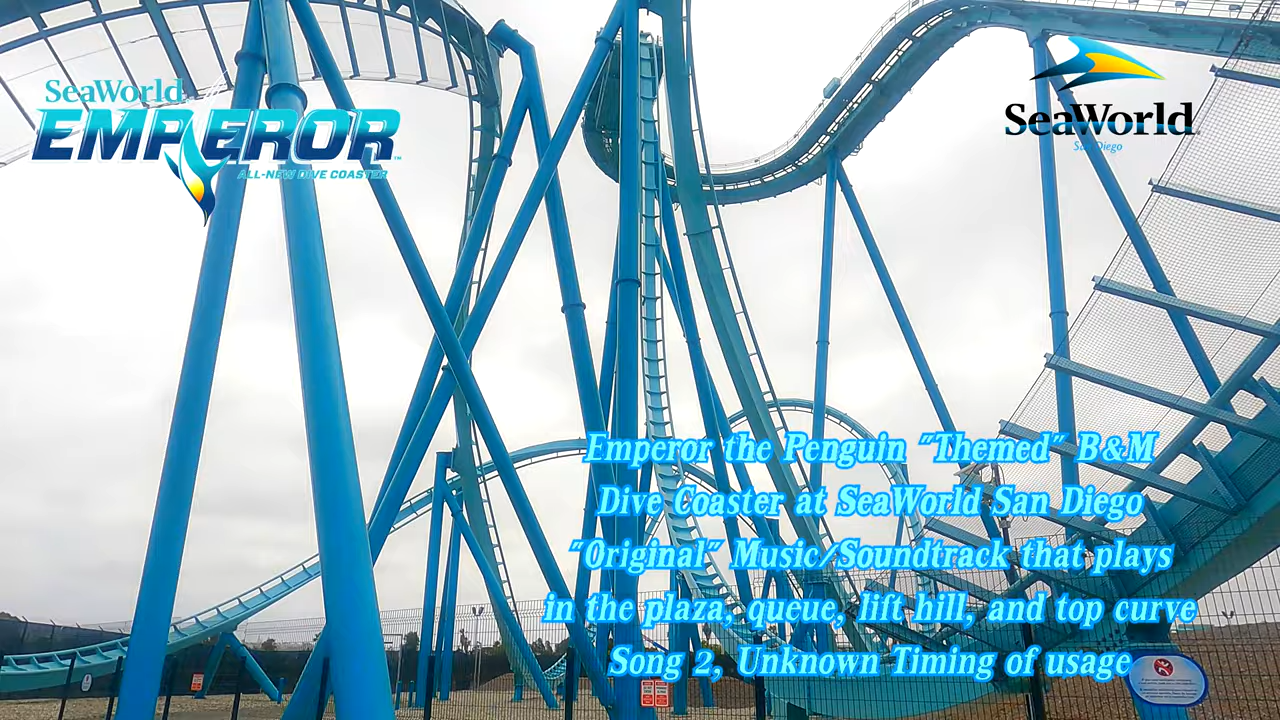 SeaWorld
EMPEROR™
ALL-NEW DIVE COASTER
SeaWorld
San Diego
Emperor the Penguin "Themed" B&M
Dive Coaster at SeaWorld San Diego
"Original" Music/Soundtrack that plays
in the plaza, queue, lift hill, and top curve
Song 2, Unknown Timing of usage